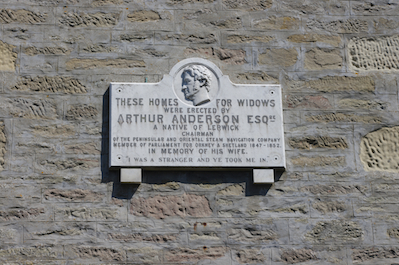 THESE HOMES FOR WIDOWS
WERE ERECTED BY
ARTHUR ANDERSON ESQRE
A NATIVE OF LERWICK
CHAIRMAN
OF THE PENINSULAR AND ORIENTAL STEAM NAVIGATION COMPANY
MEMBER OF PARLIAMENT FOR ORKNEY & SHETLAND 1847-1852.
IN MEMORY OF HIS WIFE.
"I WAS A STRANGER AND YE TOOK ME IN."